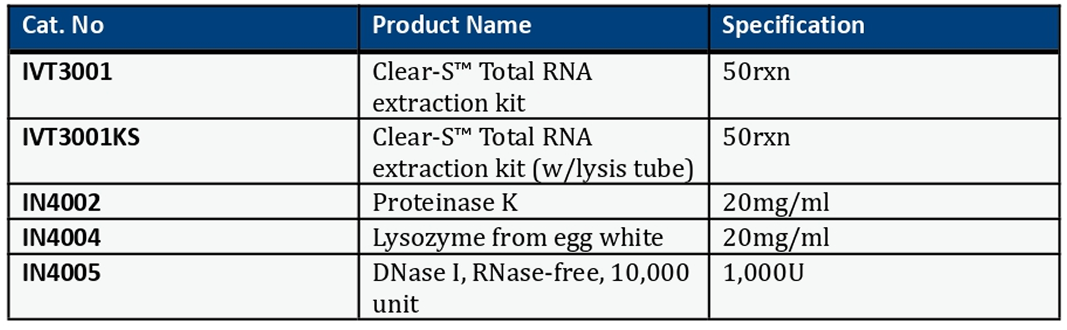 Cat. No Product Name Specification
IVT3001 Clear-S™ Total RNA 50rxn
extraction kit
IVT3001KS Clear-S™ Total RNA 50rxn
extraction kit (w/lysis tube)
IN4002 Proteinase K 20mg/ml
IN4004 Lysozyme from egg white 20mg/ml
IN4005 DNase I, RNase-free, 10,000 1,000U
unit